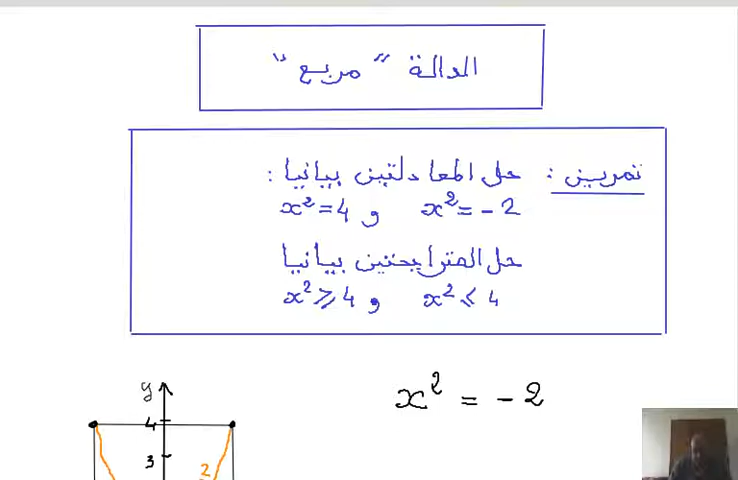 الدالة "مربع"
تمرين: حل المعادلتين بيانيا:
x² = -2 و x² = 4
حل المتراجحتين بيانيا
x² ⩽ 4 و x² ⩾ 4
x² = -2
y
4
3
2